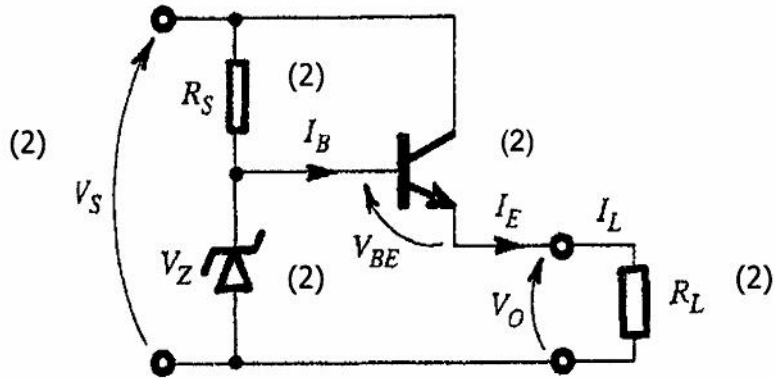 R_S
(2)
(2)
I_B
(2)
V_S
V_BE
I_E
I_L
V_Z
(2)
V_O
R_L
(2)